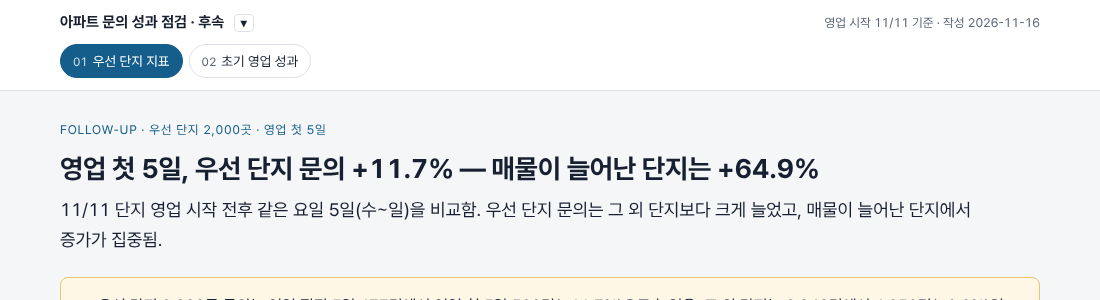 아파트 문의 성과 점검 · 후속 ▼
영업 시작 11/11 기준 · 작성 2026-11-16
01 우선 단지 지표
02 초기 영업 성과
FOLLOW-UP · 우선 단지 2,000곳 · 영업 첫 5일
영업 첫 5일, 우선 단지 문의 +11.7% — 매물이 늘어난 단지는 +64.9%
11/11 단지 영업 시작 전후 같은 요일 5일(수~일)을 비교함. 우선 단지 문의는 그 외 단지보다 크게 늘었고, 매물이 늘어난 단지에서
증가가 집중됨.